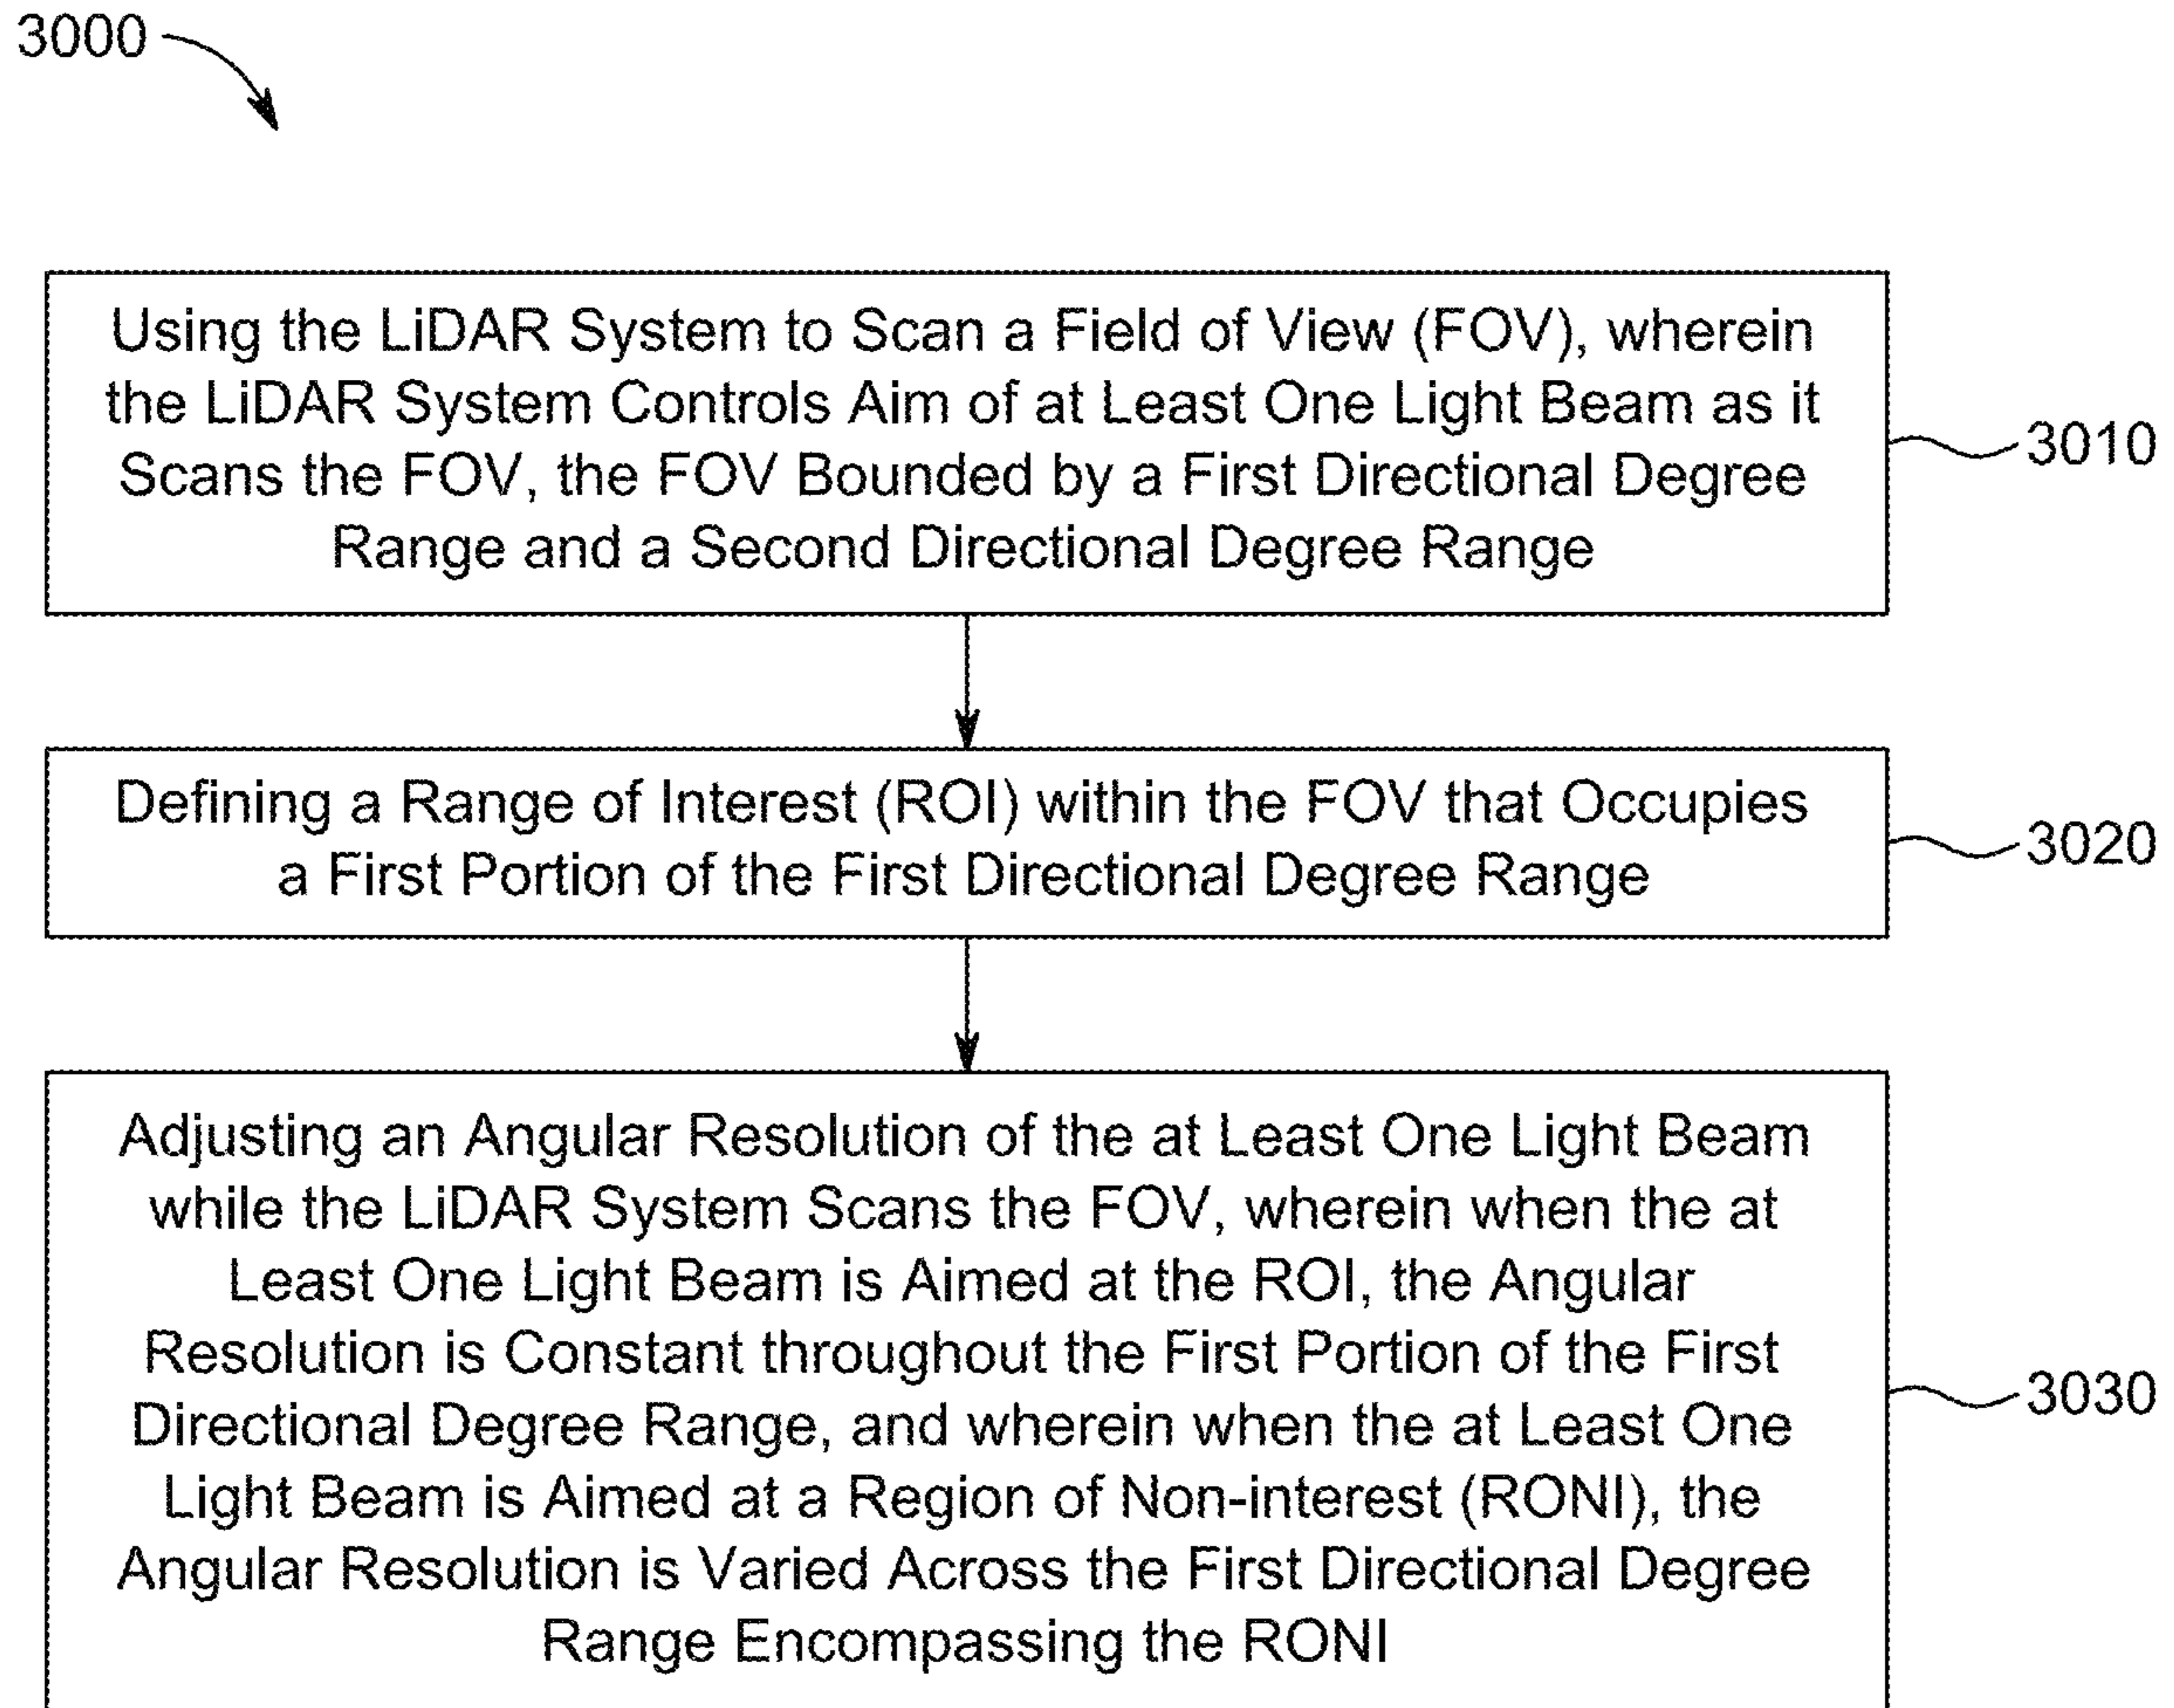 3000
Using the LiDAR System to Scan a Field of View (FOV), wherein
the LiDAR System Controls Aim of at Least One Light Beam as it
Scans the FOV, the FOV Bounded by a First Directional Degree
Range and a Second Directional Degree Range
3010
Defining a Range of Interest (ROI) within the FOV that Occupies
a First Portion of the First Directional Degree Range
3020
Adjusting an Angular Resolution of the at Least One Light Beam
while the LiDAR System Scans the FOV, wherein when the at
Least One Light Beam is Aimed at the ROI, the Angular
Resolution is Constant throughout the First Portion of the First
Directional Degree Range, and wherein when the at Least One
Light Beam is Aimed at a Region of Non-interest (RONI), the
Angular Resolution is Varied Across the First Directional Degree
Range Encompassing the RONI
3030